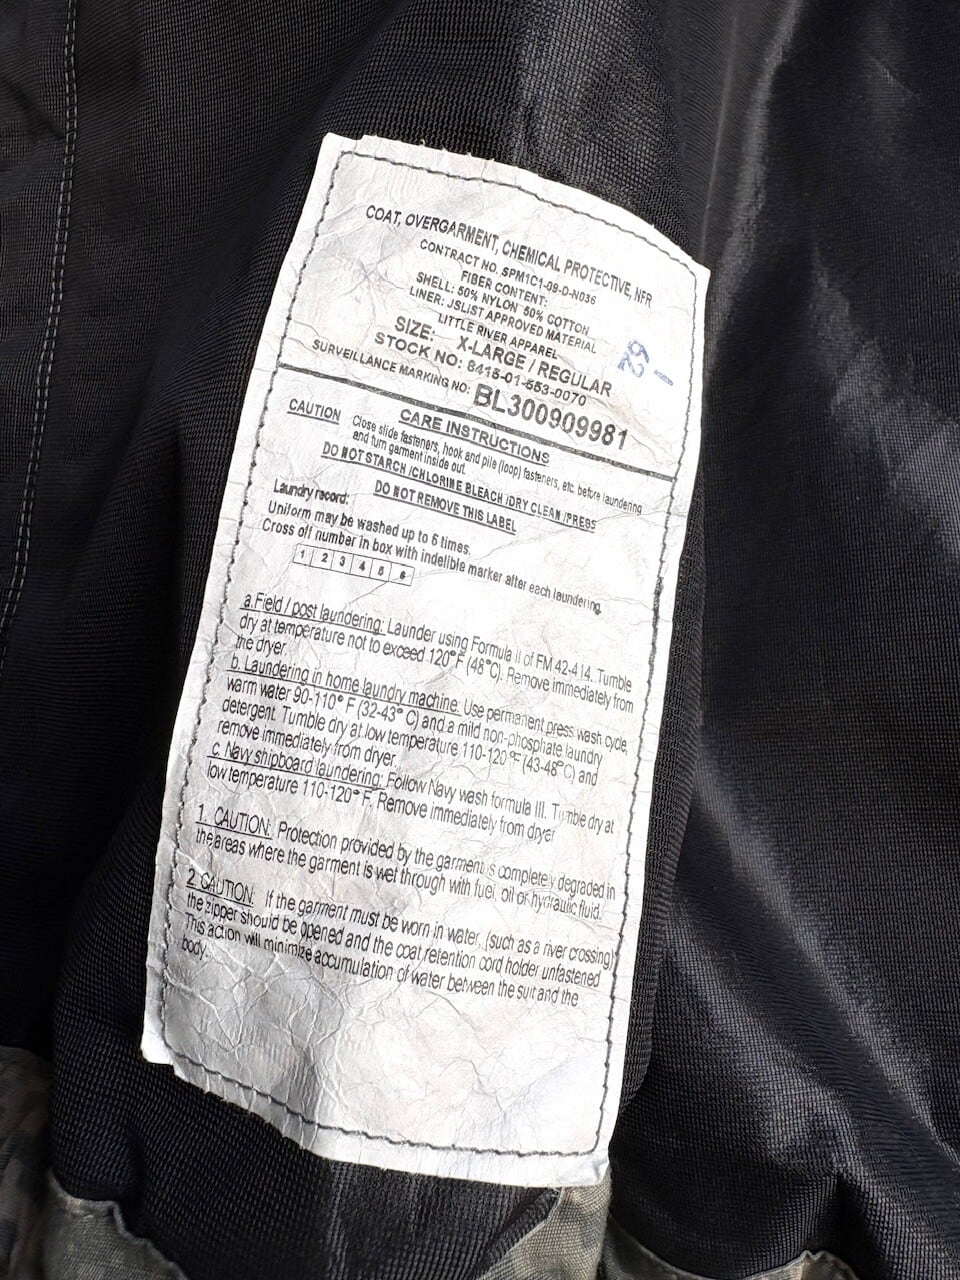 COAT, OVERGARMENT, CHEMICAL PROTECTIVE, NFR
CONTRACT NO. SPM1C1-09-D-N036
FIBER CONTENT:
SHELL: 50% NYLON 50% COTTON
LINER: JSLIST APPROVED MATERIAL
LITTLE RIVER APPAREL
SIZE: X-LARGE / REGULAR
STOCK NO: 8415-01-553-0070
SURVEILLANCE MARKING NO: BL300909981
CARE INSTRUCTIONS
CAUTION Close slide fasteners, hook and pile (loop) fasteners, etc. before laundering
and turn garment inside out.
DO NOT STARCH /CHLORINE BLEACH /DRY CLEAN /PRESS
DO NOT REMOVE THIS LABEL
Laundry record:
Uniform may be washed up to 6 times.
Cross off number in box with indelible marker after each laundering.
1 2 3 4 5 6
a.Field / post laundering: Launder using Formula II of FM 42-414. Tumble
dry at temperature not to exceed 120° F (48°C). Remove immediately from
the dryer.
b. Laundering in home laundry machine: Use permanent press wash cycle,
warm water 90-110° F (32-43° C) and a mild non-phosphate laundry
detergent. Tumble dry at low temperature 110-120 °F (43-48°C) and
remove immediately from dryer.
c. Navy shipboard laundering: Follow Navy wash formula III. Tumble dry at
low temperature 110-120° F. Remove immediately from dryer
1. CAUTION: Protection provided by the garment is completely degraded in
the areas where the garment is wet through with fuel, oil or hydraulic fluid.
2. CAUTION: If the garment must be worn in water, (such as a river crossing)
the zipper should be opened and the coat retention cord holder unfastened
This action will minimize accumulation of water between the suit and the
body.